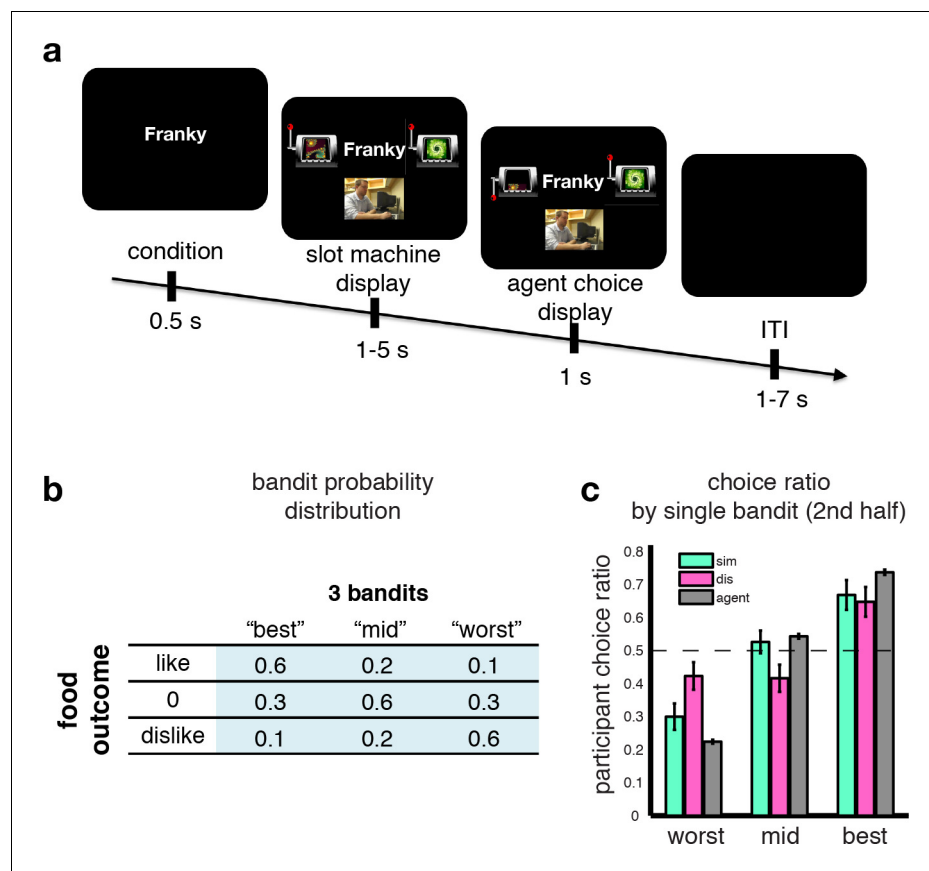 a
Franky
Franky
Franky
condition
slot machine
display
agent choice
display
ITI
0.5 s
1-5 s
1 s
1-7 s
b
bandit probability
distribution
3 bandits
“best” “mid” “worst”
food
outcome
like 0.6 0.2 0.1
0 0.3 0.6 0.3
dislike 0.1 0.2 0.6
c
choice ratio
by single bandit (2nd half)
participant choice ratio
0.8
0.7
0.6
0.5
0.4
0.3
0.2
0.1
0
sim
dis
agent
worst mid best